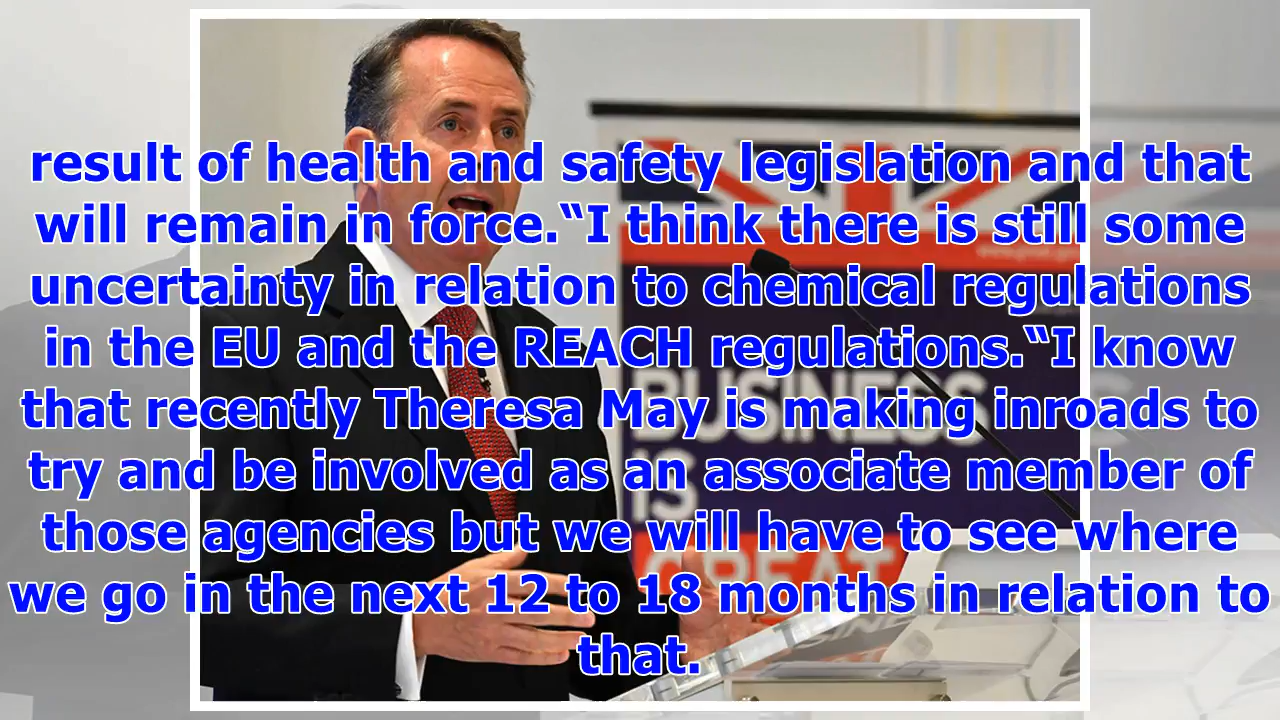 result of health and safety legislation and that
will remain in force.“I think there is still some
uncertainty in relation to chemical regulations
in the EU and the REACH regulations.“I know
that recently Theresa May is making inroads to
try and be involved as an associate member of
those agencies but we will have to see where
we go in the next 12 to 18 months in relation to
that.
BUSINESS
IS
GREAT